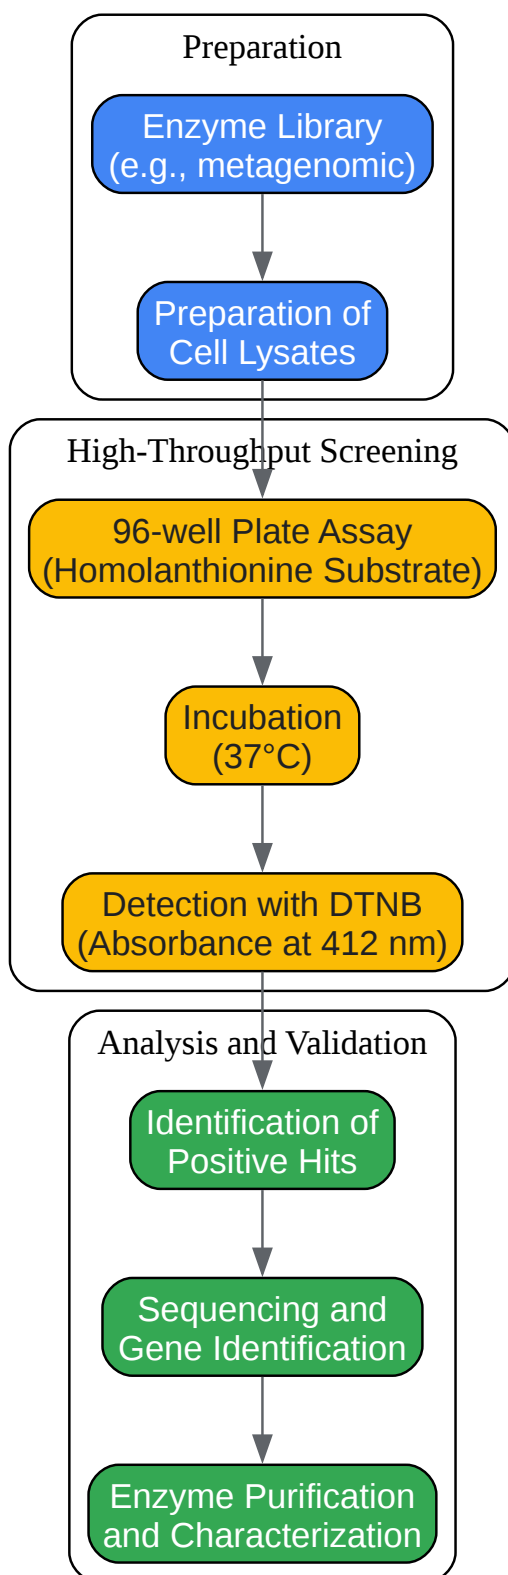 Preparation
Enzyme Library
(e.g., metagenomic)
Preparation of
Cell Lysates
High-Throughput Screening
96-well Plate Assay
(Homolanthionine Substrate)
Incubation
(37°C)
Detection with DTNB
(Absorbance at 412 nm)
Analysis and Validation
Identification of
Positive Hits
Sequencing and
Gene Identification
Enzyme Purification
and Characterization